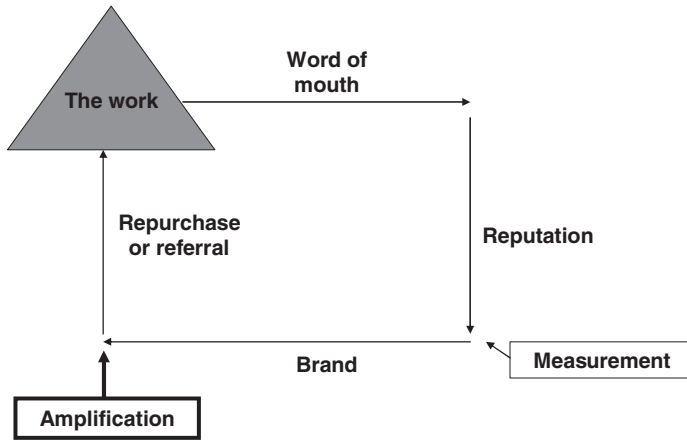 The work
Word of
mouth
Repurchase
or referral
Reputation
Brand
Measurement
Amplification